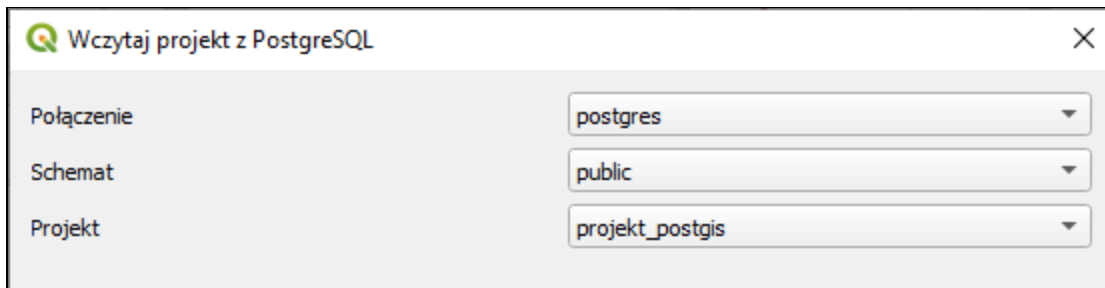 Wczytaj projekt z PostgreSQL
Połączenie postgres
Schemat public
Projekt projekt_postgis